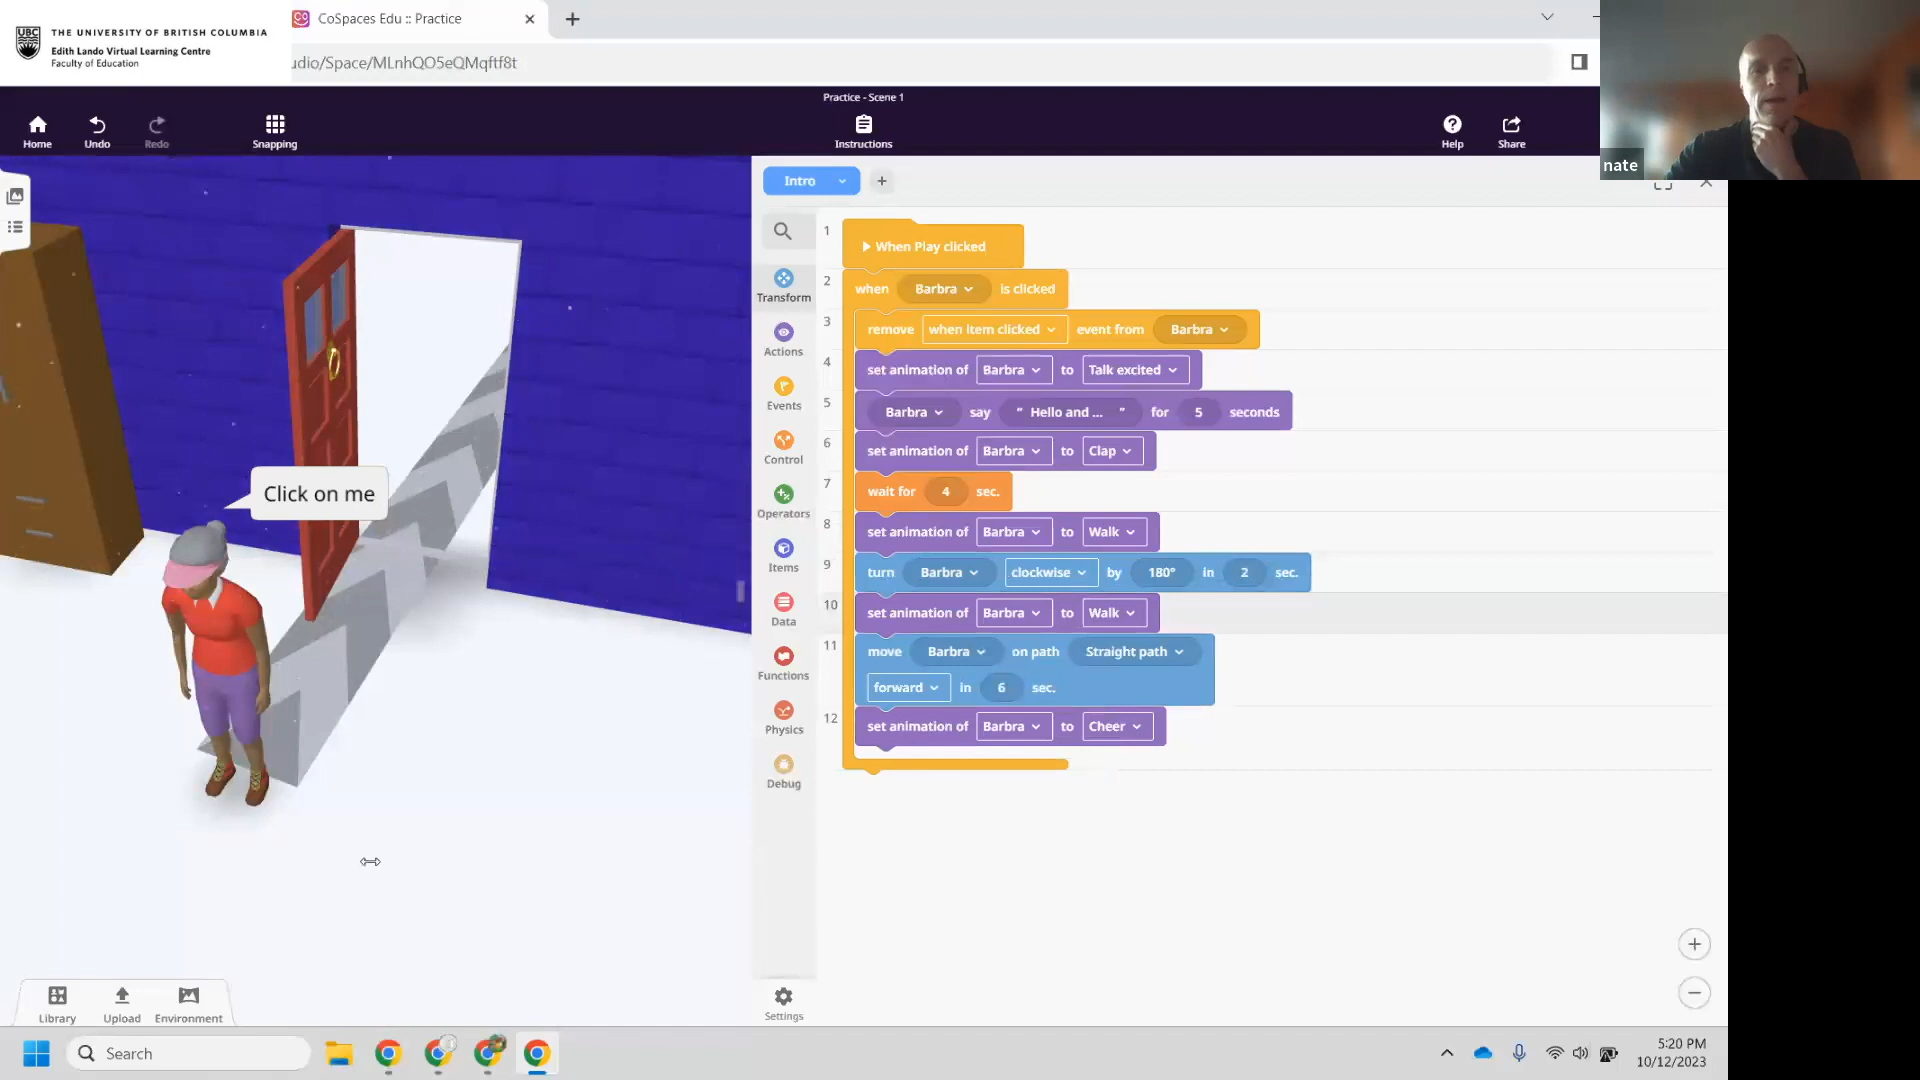 UBC
THE UNIVERSITY OF BRITISH COLUMBIA
Edith Lando Virtual Learning Centre
Faculty of Education
CoSpaces Edu :: Practice
udio/Space/MLnhQO5eQMqftf8t
nate
Practice - Scene 1
Home
Undo
Redo
Snapping
Instructions
Help
Share
Click on me
Library
Upload
Environment
Intro
Transform
Actions
Events
Control
Operators
Items
Data
Functions
Physics
Debug
Settings
1 When Play clicked
2 when Barbra is clicked
3 remove when item clicked event from Barbra
4 set animation of Barbra to Talk excited
5 Barbra say " Hello and ... " for 5 seconds
6 set animation of Barbra to Clap
7 wait for 4 sec.
8 set animation of Barbra to Walk
9 turn Barbra clockwise by 180° in 2 sec.
10 set animation of Barbra to Walk
11 move Barbra on path Straight path
forward in 6 sec.
12 set animation of Barbra to Cheer
Search
5:20 PM
10/12/2023